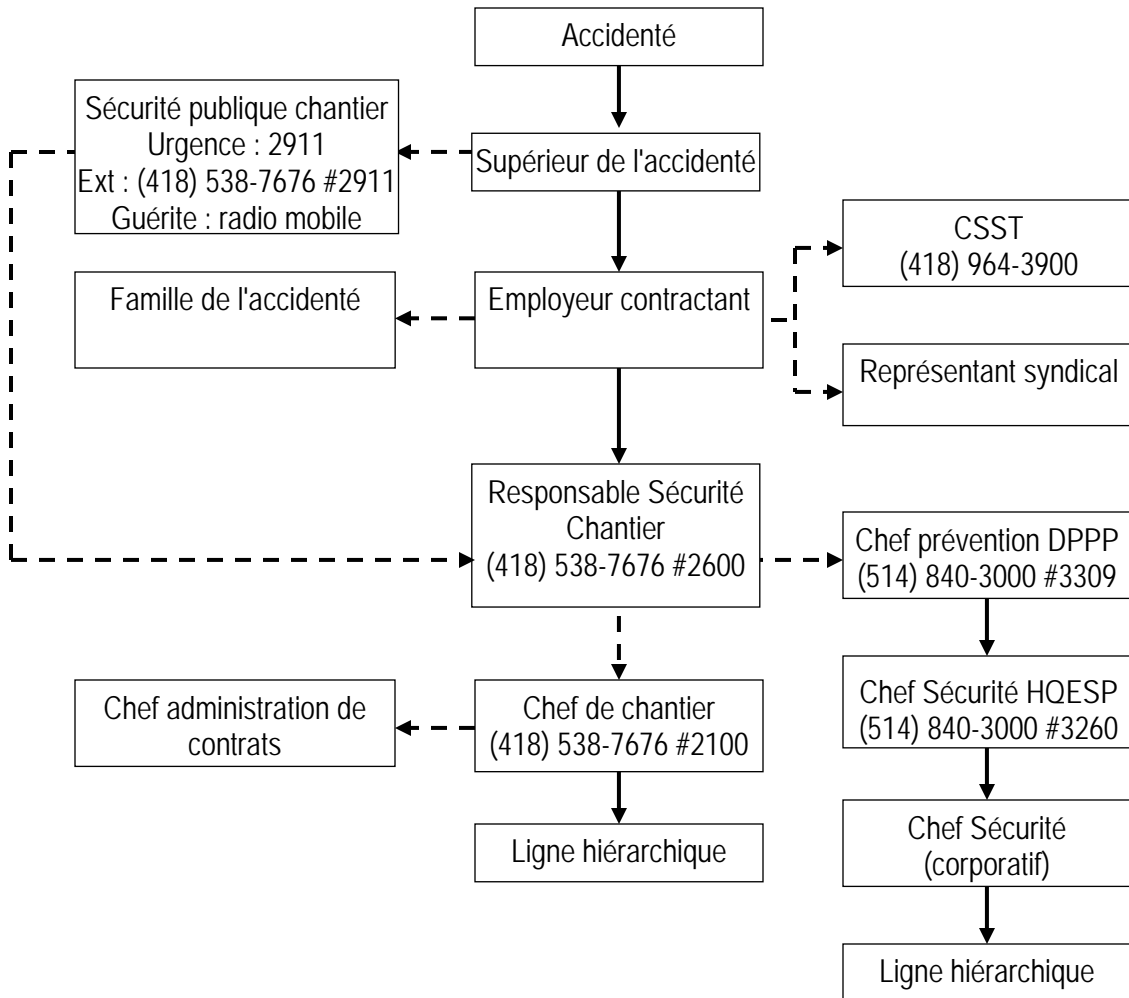 Accidenté
Sécurité publique chantier
Urgence : 2911
Ext : (418) 538-7676 #2911
Guérite : radio mobile
Supérieur de l'accidenté
CSST
(418) 964-3900
Famille de l'accidenté
Employeur contractant
Représentant syndical
Responsable Sécurité
Chantier
(418) 538-7676 #2600
Chef prévention DPPP
(514) 840-3000 #3309
Chef administration de
contrats
Chef de chantier
(418) 538-7676 #2100
Chef Sécurité HQESP
(514) 840-3000 #3260
Ligne hiérarchique
Chef Sécurité
(corporatif)
Ligne hiérarchique